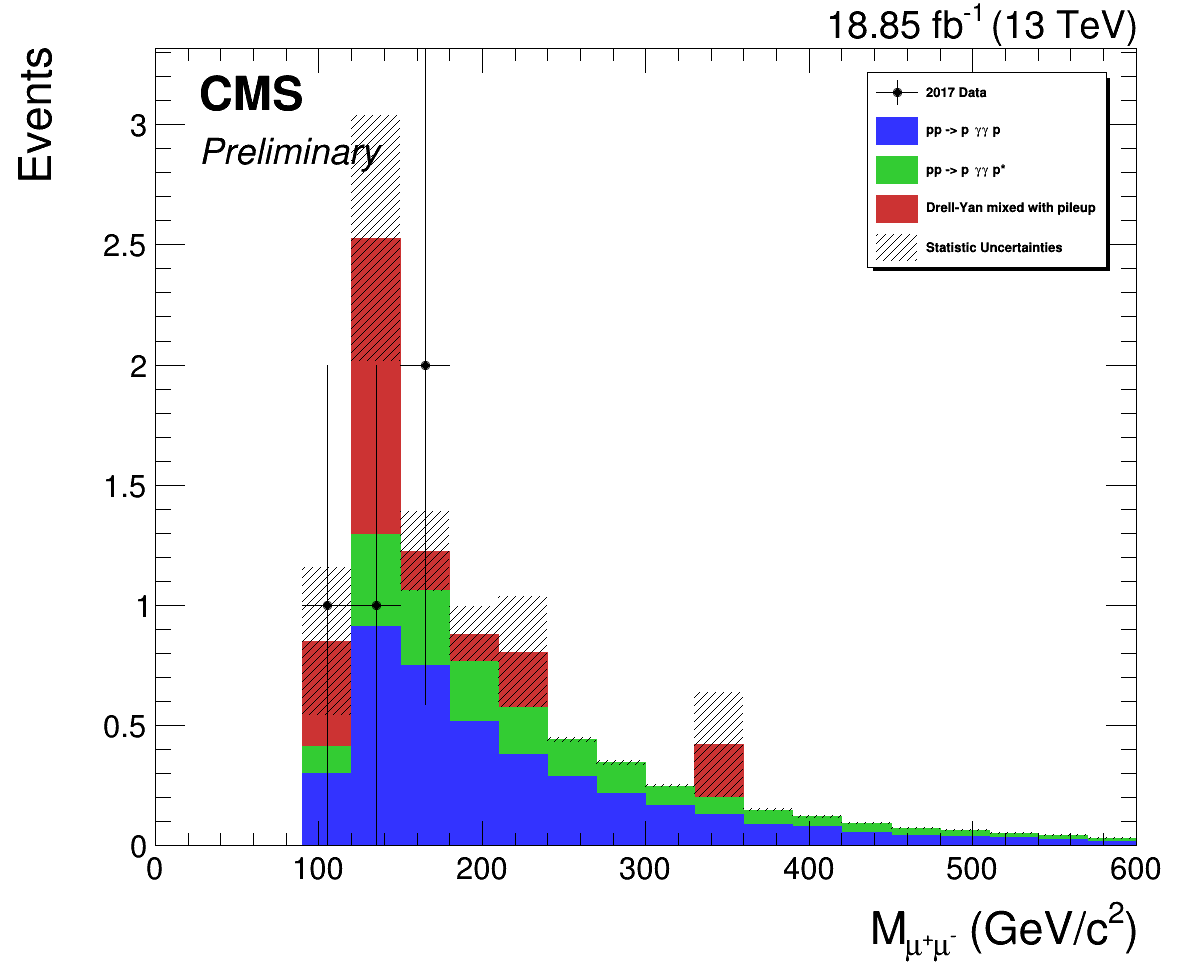 18.85 fb⁻¹ (13 TeV)
Events
CMS
Preliminary
2017 Data
pp -> p γγ p
pp -> p γγ p*
Drell-Yan mixed with pileup
Statistic Uncertainties
3
2.5
2
1.5
1
0.5
0
0 100 200 300 400 500 600
M_μ⁺μ⁻ (GeV/c²)